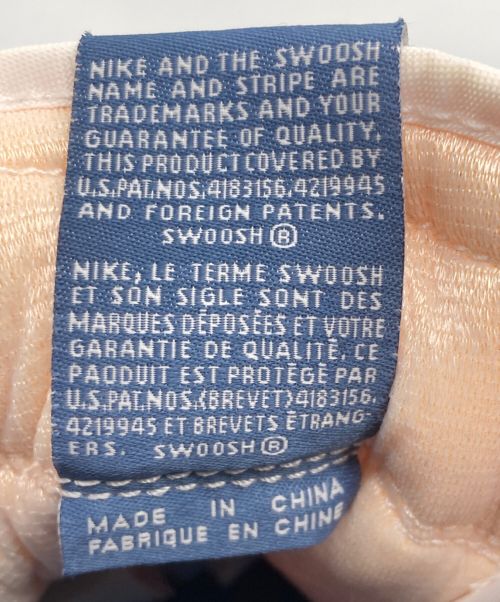 NIKE AND THE SWOOSH
NAME AND STRIPE ARE
TRADEMARKS AND YOUR
GUARANTEE OF QUALITY.
THIS PRODUCT COVERED BY
U.S.PAT.NOS.4183156,4219945
AND FOREIGN PATENTS.
SWOOSH ®
NIKE, LE TERME SWOOSH
ET SON SIGLE SONT DES
MARQUES DÉPOSÉES ET VOTRE
GARANTIE DE QUALITÉ. CE
PAODUIT EST PROTÉGÉ PAR
U.S.PAT.NOS.(BREVET)4183156,
4219945 ET BREVETS ÉTRANG-
ERS. SWOOSH ®
MADE IN CHINA
FABRIQUE EN CHINE